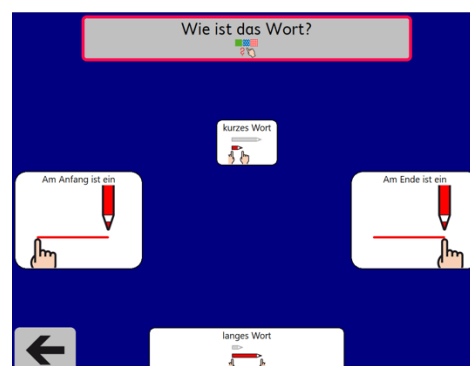 Wie ist das Wort?
kurzes Wort
Am Anfang ist ein
Am Ende ist ein
langes Wort